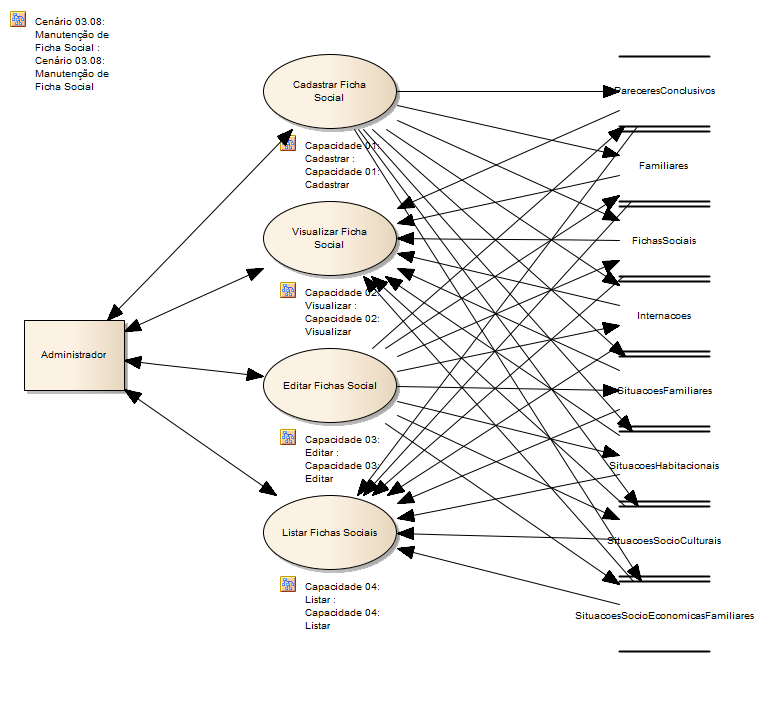 Cenário 03.08:
Manutenção de
Ficha Social :
Cenário 03.08:
Manutenção de
Ficha Social
Cadastrar Ficha
Social
Capacidade 01:
Cadastrar :
Capacidade 01:
Cadastrar
Visualizar Ficha
Social
Capacidade 02:
Visualizar :
Capacidade 02:
Visualizar
Administrador
Editar Fichas Social
Capacidade 03:
Editar :
Capacidade 03:
Editar
Listar Fichas Sociais
Capacidade 04:
Listar :
Capacidade 04:
Listar
PareceresConclusivos
Familiares
FichasSociais
Internacoes
SituacoesFamiliares
SituacoesHabitacionais
SituacoesSocioCulturais
SituacoesSocioEconomicasFamiliares